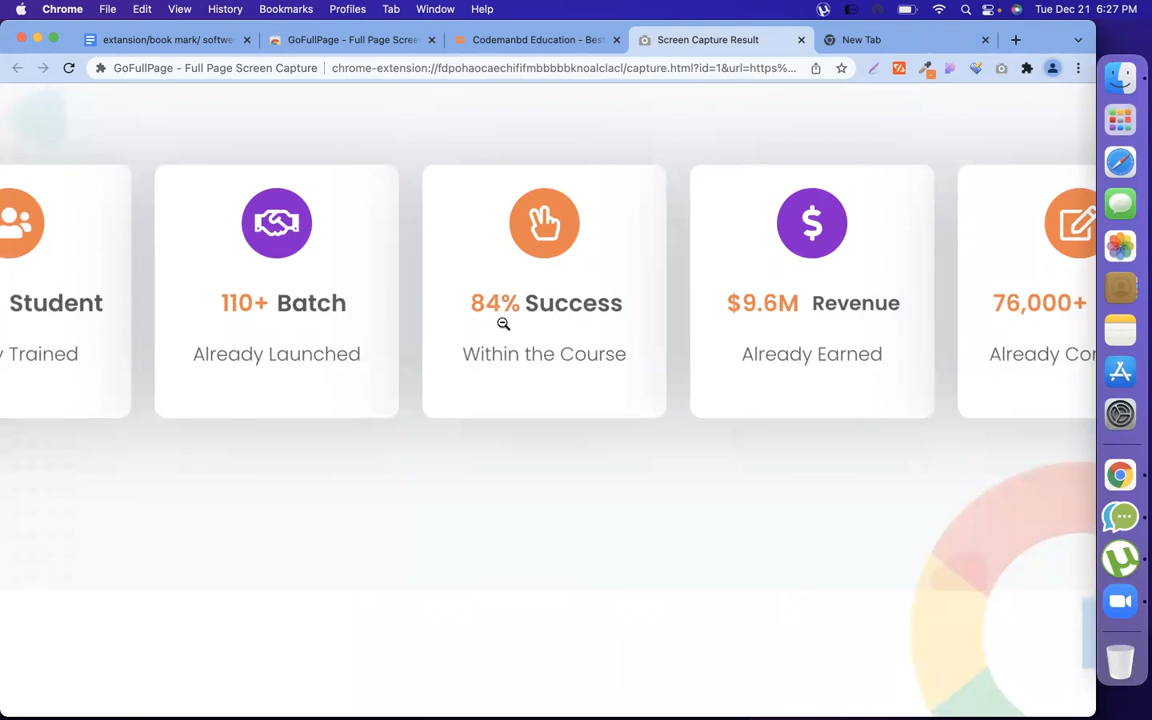 Chrome File Edit View History Bookmarks Profiles Tab Window Help Tue Dec 21 6:27 PM
extansion/book mark/ softwe GoFullPage - Full Page Scree Codemanbd Education - Bes Screen Capture Result New Tab
GoFullPage - Full Page Screen Capture chrome-extension://fdpohaocaechififmbbbbbknoalclacl/capture.html?id=1&url=https%...
Student 110+ Batch 84% Success $9.6M Revenue 76,000+
y Trained Already Launched Within the Course Already Earned Already Con